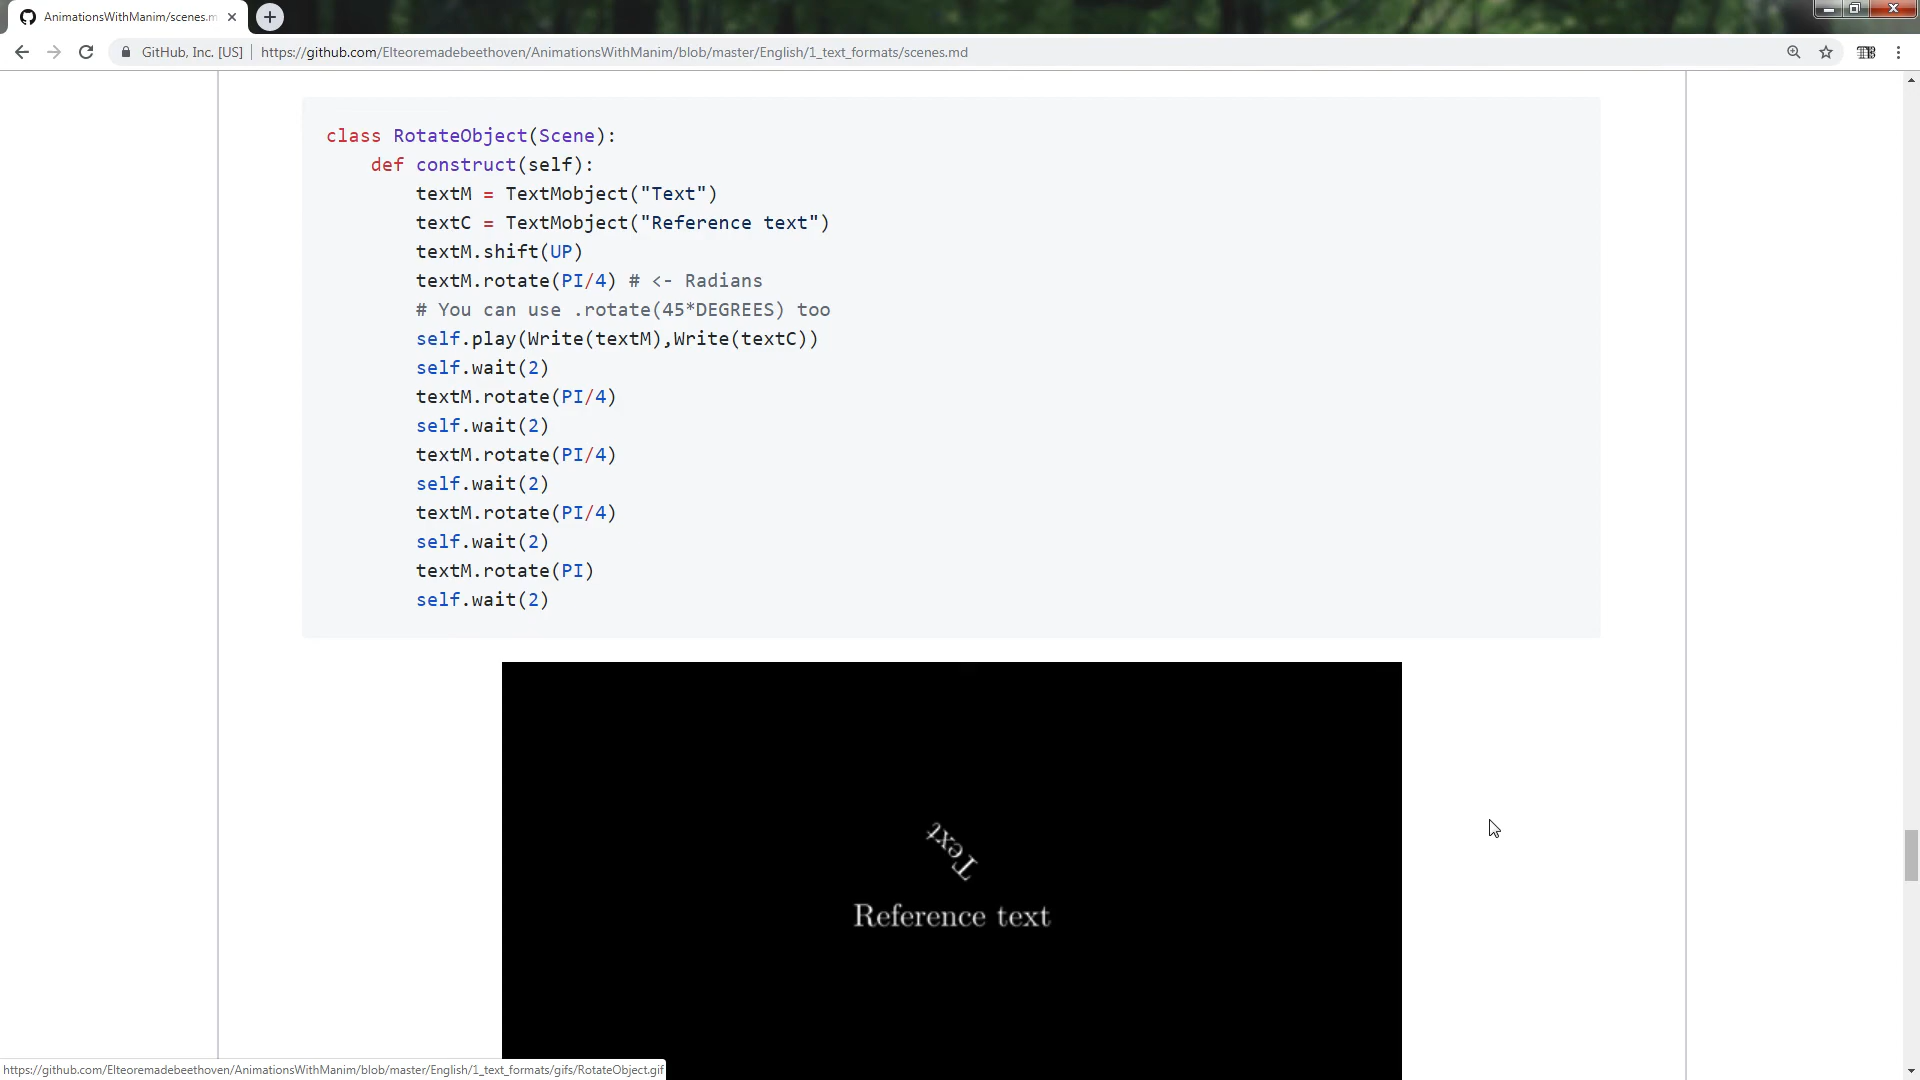 AnimationsWithManim/scenes.m
GitHub, Inc. [US]
https://github.com/Elteoremadebeethoven/AnimationsWithManim/blob/master/English/1_text_formats/scenes.md
class RotateObject(Scene):
    def construct(self):
        textM = TextMobject("Text")
        textC = TextMobject("Reference text")
        textM.shift(UP)
        textM.rotate(PI/4) # <- Radians
        # You can use .rotate(45*DEGREES) too
        self.play(Write(textM),Write(textC))
        self.wait(2)
        textM.rotate(PI/4)
        self.wait(2)
        textM.rotate(PI/4)
        self.wait(2)
        textM.rotate(PI/4)
        self.wait(2)
        textM.rotate(PI)
        self.wait(2)
Text
Reference text
https://github.com/Elteoremadebeethoven/AnimationsWithManim/blob/master/English/1_text_formats/gifs/RotateObject.gif